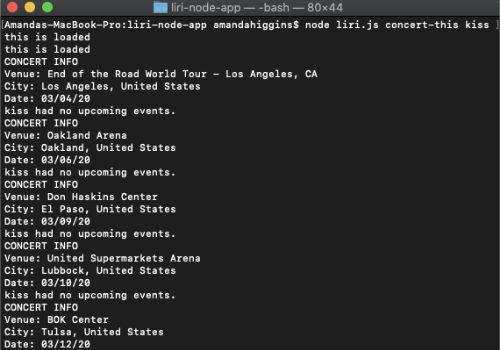 liri-node-app — -bash — 80×44
[Amandas-MacBook-Pro:liri-node-app amandahiggins$ node liri.js concert-this kiss ]
this is loaded
this is loaded
CONCERT INFO
Venue: End of the Road World Tour - Los Angeles, CA
City: Los Angeles, United States
Date: 03/04/20
kiss had no upcoming events.
CONCERT INFO
Venue: Oakland Arena
City: Oakland, United States
Date: 03/06/20
kiss had no upcoming events.
CONCERT INFO
Venue: Don Haskins Center
City: El Paso, United States
Date: 03/09/20
kiss had no upcoming events.
CONCERT INFO
Venue: United Supermarkets Arena
City: Lubbock, United States
Date: 03/10/20
kiss had no upcoming events.
CONCERT INFO
Venue: BOK Center
City: Tulsa, United States
Date: 03/12/20